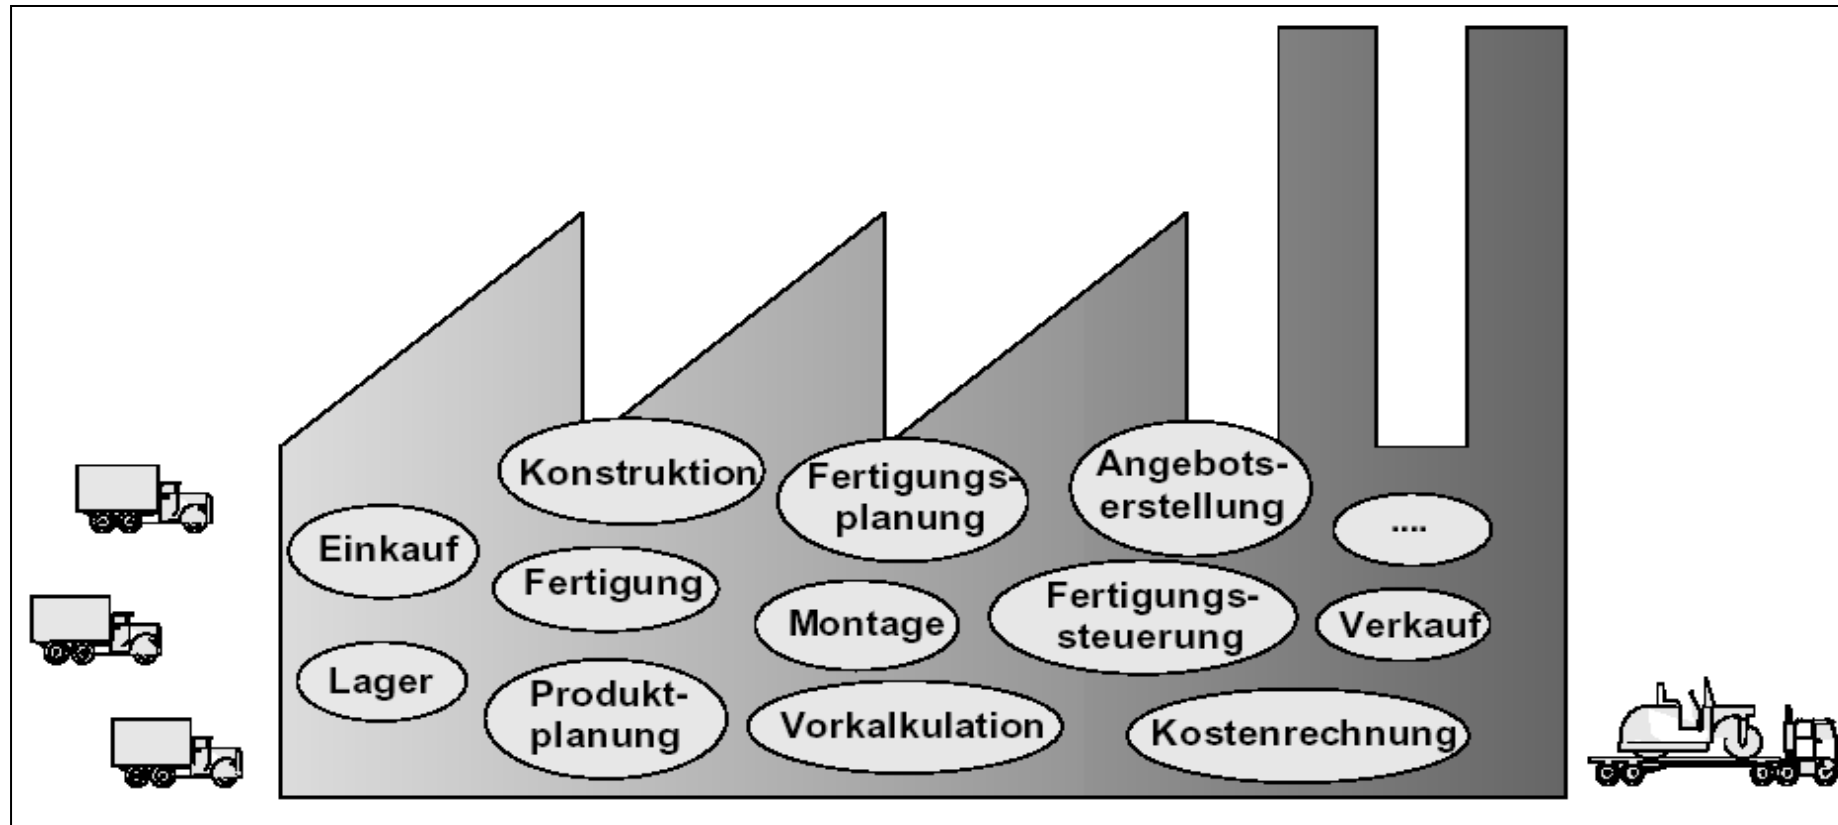 Konstruktion
Fertigungs-
planung
Angebots-
erstellung
....
Einkauf
Fertigung
Montage
Fertigungs-
steuerung
Verkauf
Lager
Produkt-
planung
Vorkalkulation
Kostenrechnung